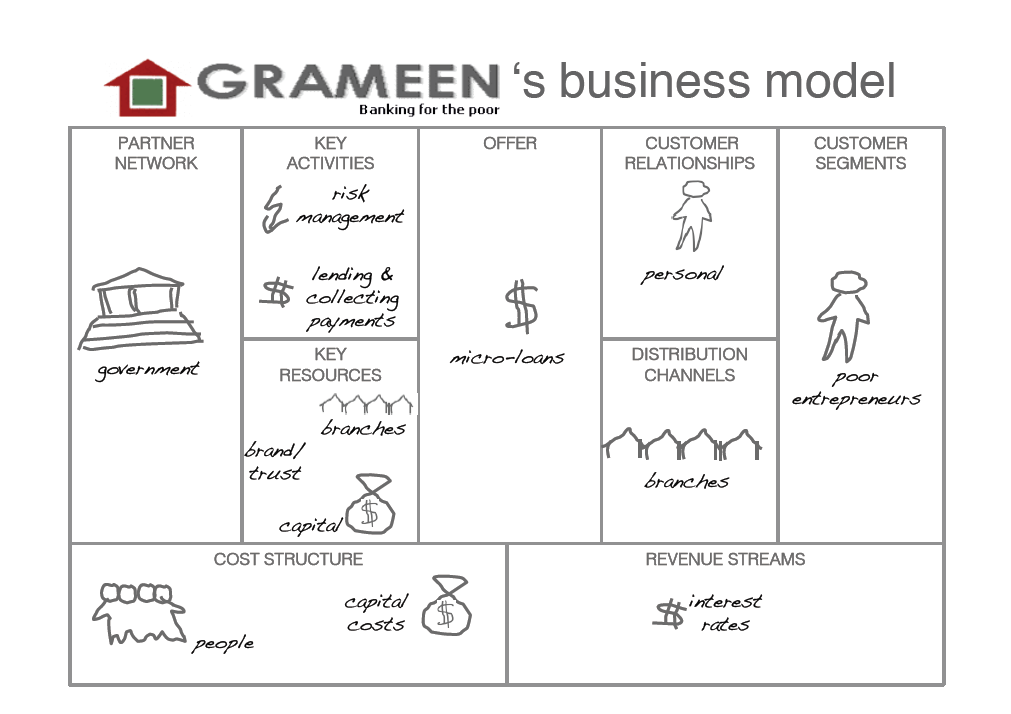 GRAMEEN 's business model
Banking for the poor
PARTNER
NETWORK
government
KEY
ACTIVITIES
risk
management
$ lending &
collecting
payments
KEY
RESOURCES
branches
brand/
trust
capital $
OFFER
$
micro-loans
CUSTOMER
RELATIONSHIPS
personal
DISTRIBUTION
CHANNELS
branches
CUSTOMER
SEGMENTS
poor
entrepreneurs
COST STRUCTURE
people
capital
costs $
REVENUE STREAMS
$ interest
rates